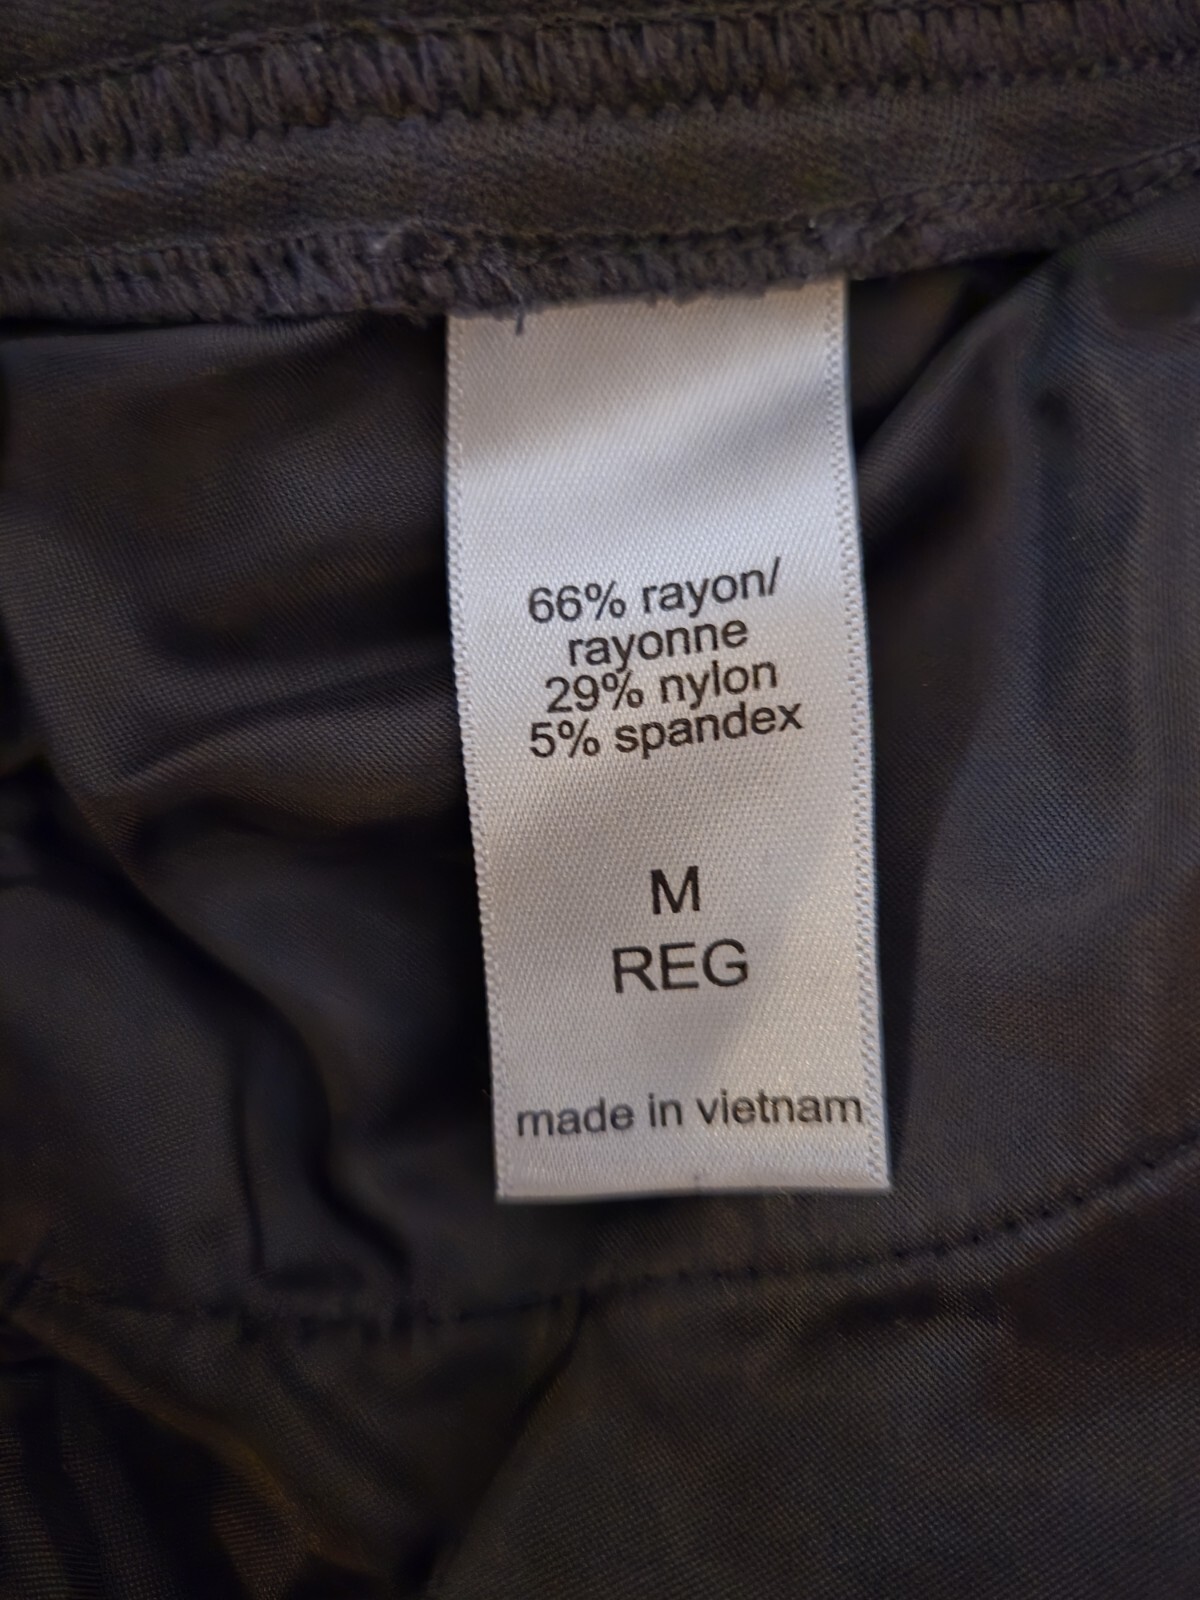 66% rayon/
rayonne
29% nylon
5% spandex
M
REG
made in vietnam